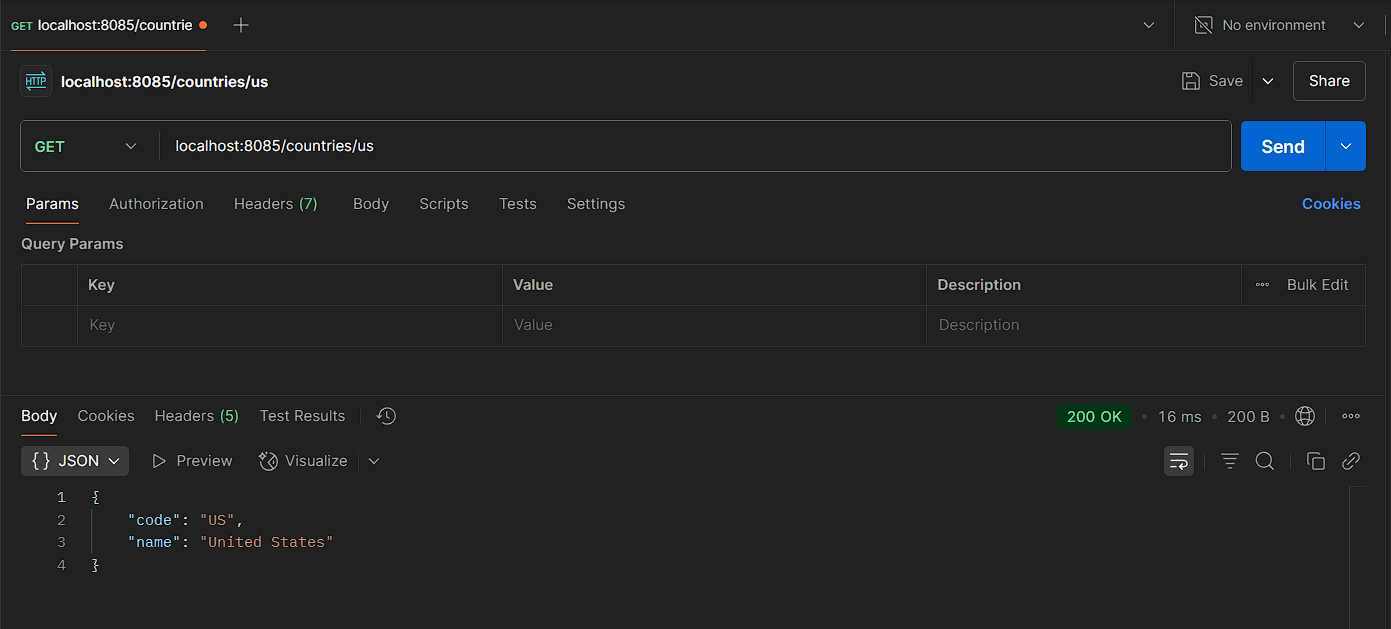 GET localhost:8085/countrie
No environment
HTTP localhost:8085/countries/us
Save
Share
GET
localhost:8085/countries/us
Send
Params Authorization Headers (7) Body Scripts Tests Settings Cookies
Query Params
Key Value Description Bulk Edit
Key Value Description
Body Cookies Headers (5) Test Results 200 OK • 16 ms • 200 B •
{} JSON Preview Visualize
1 {
2 "code": "US",
3 "name": "United States"
4 }